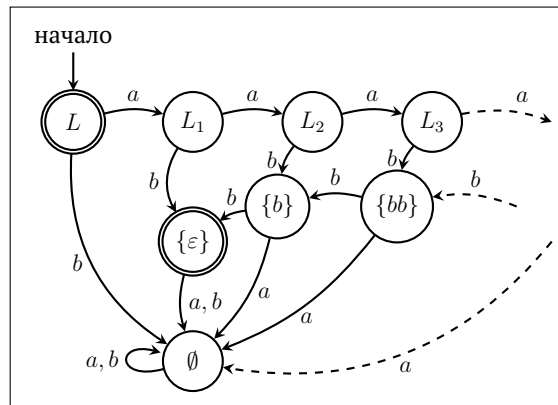 начало
a a a a
L L₁ L₂ L₃
b b b b
b b b
{ε} {b} {bb}
b a, b a a
a, b ∅ a